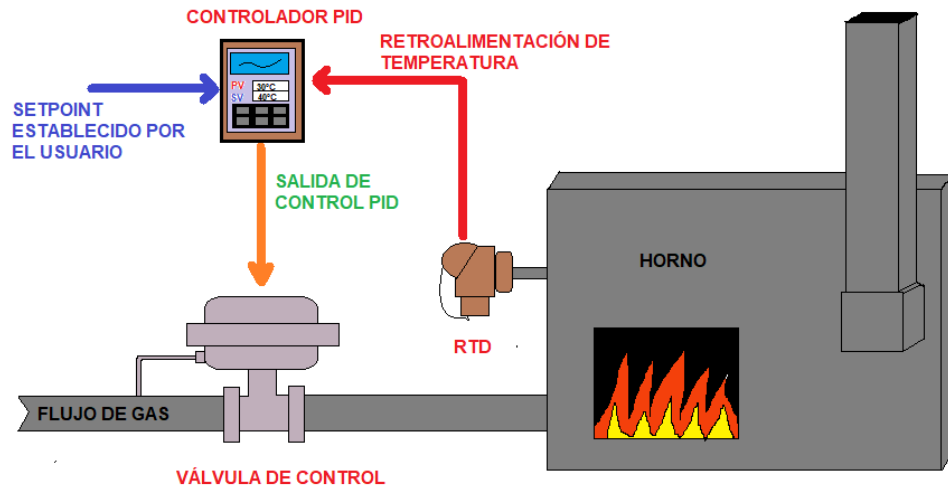 CONTROLADOR PID
RETROALIMENTACIÓN DE
TEMPERATURA
PV 30°C
SV 40°C
SETPOINT
ESTABLECIDO POR
EL USUARIO
SALIDA DE
CONTROL PID
HORNO
RTD
FLUJO DE GAS
VÁLVULA DE CONTROL